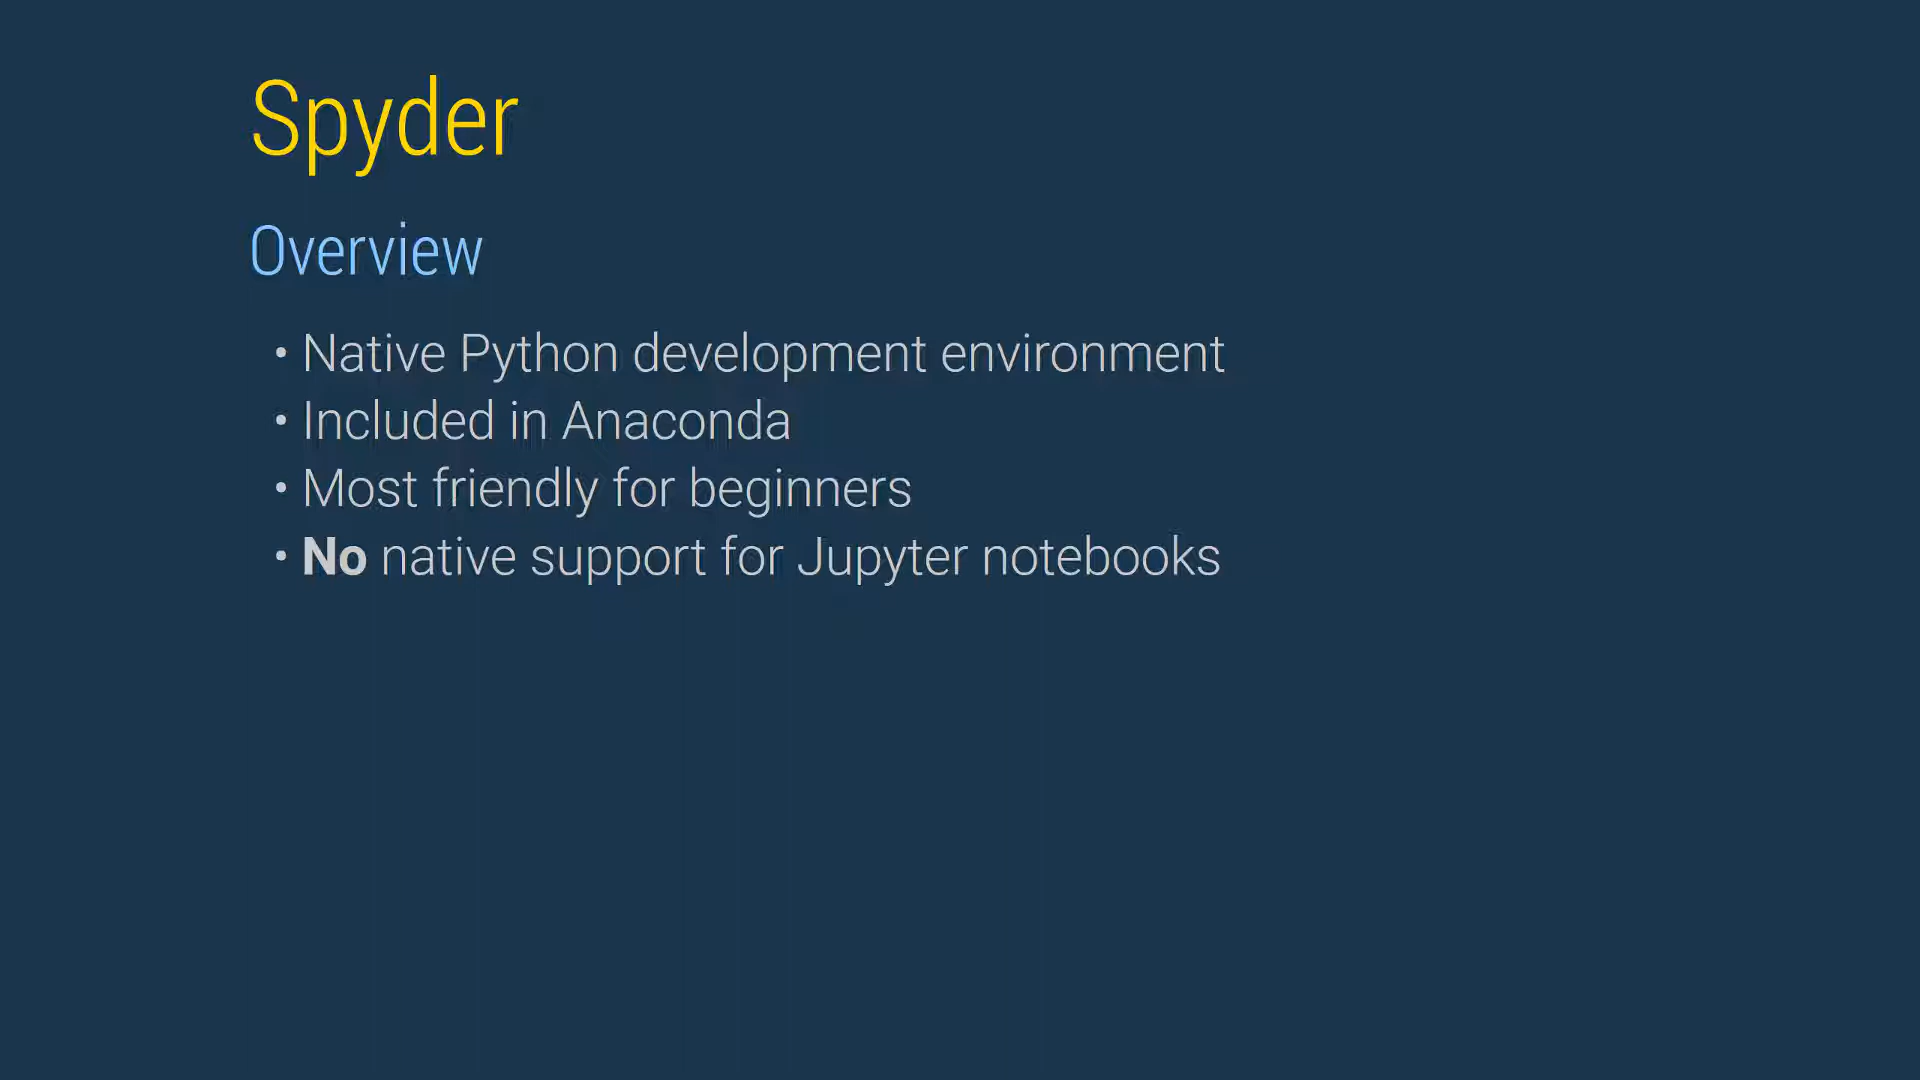 Spyder
Overview
• Native Python development environment
• Included in Anaconda
• Most friendly for beginners
• No native support for Jupyter notebooks